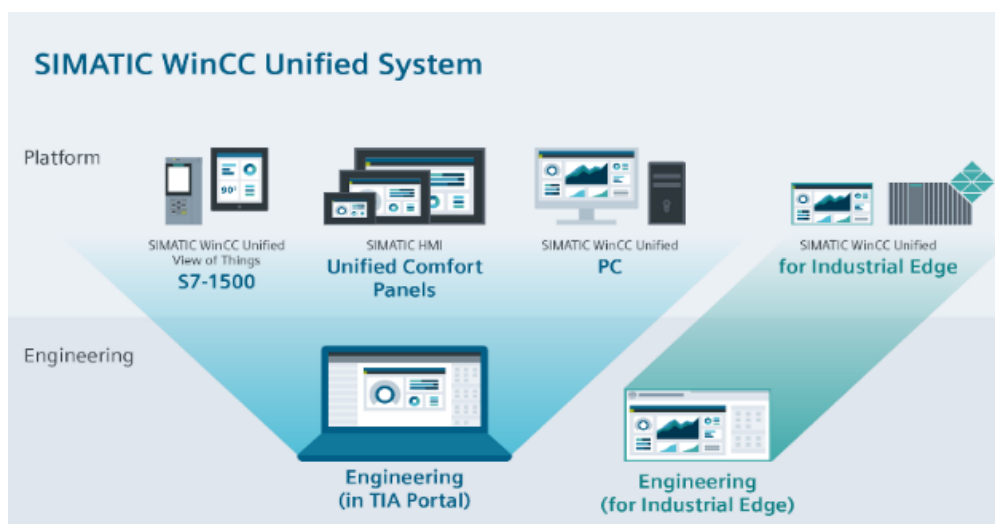 SIMATIC WinCC Unified System
Platform
90°
SIMATIC WinCC Unified
View of Things
S7-1500
SIMATIC HMI
Unified Comfort
Panels
SIMATIC WinCC Unified
PC
SIMATIC WinCC Unified
for Industrial Edge
Engineering
Engineering
(in TIA Portal)
Engineering
(for Industrial Edge)